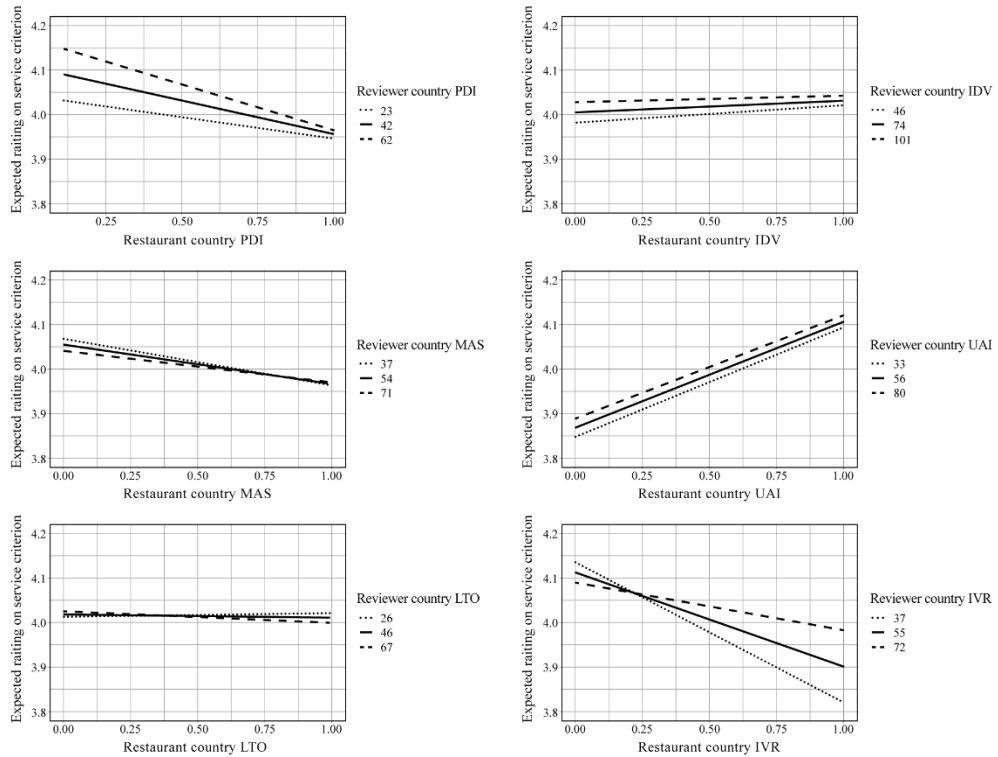 Expected raiting on service criterion
4.2
4.1
4.0
3.9
3.8
0.25 0.50 0.75 1.00
Restaurant country PDI
Reviewer country PDI
23
42
62
Expected raiting on service criterion
4.2
4.1
4.0
3.9
3.8
0.00 0.25 0.50 0.75 1.00
Restaurant country IDV
Reviewer country IDV
46
74
101
Expected raiting on service criterion
4.2
4.1
4.0
3.9
3.8
0.00 0.25 0.50 0.75 1.00
Restaurant country MAS
Reviewer country MAS
37
54
71
Expected raiting on service criterion
4.2
4.1
4.0
3.9
3.8
0.00 0.25 0.50 0.75 1.00
Restaurant country UAI
Reviewer country UAI
33
56
80
Expected raiting on service criterion
4.2
4.1
4.0
3.9
3.8
0.00 0.25 0.50 0.75 1.00
Restaurant country LTO
Reviewer country LTO
26
46
67
Expected raiting on service criterion
4.2
4.1
4.0
3.9
3.8
0.00 0.25 0.50 0.75 1.00
Restaurant country IVR
Reviewer country IVR
37
55
72